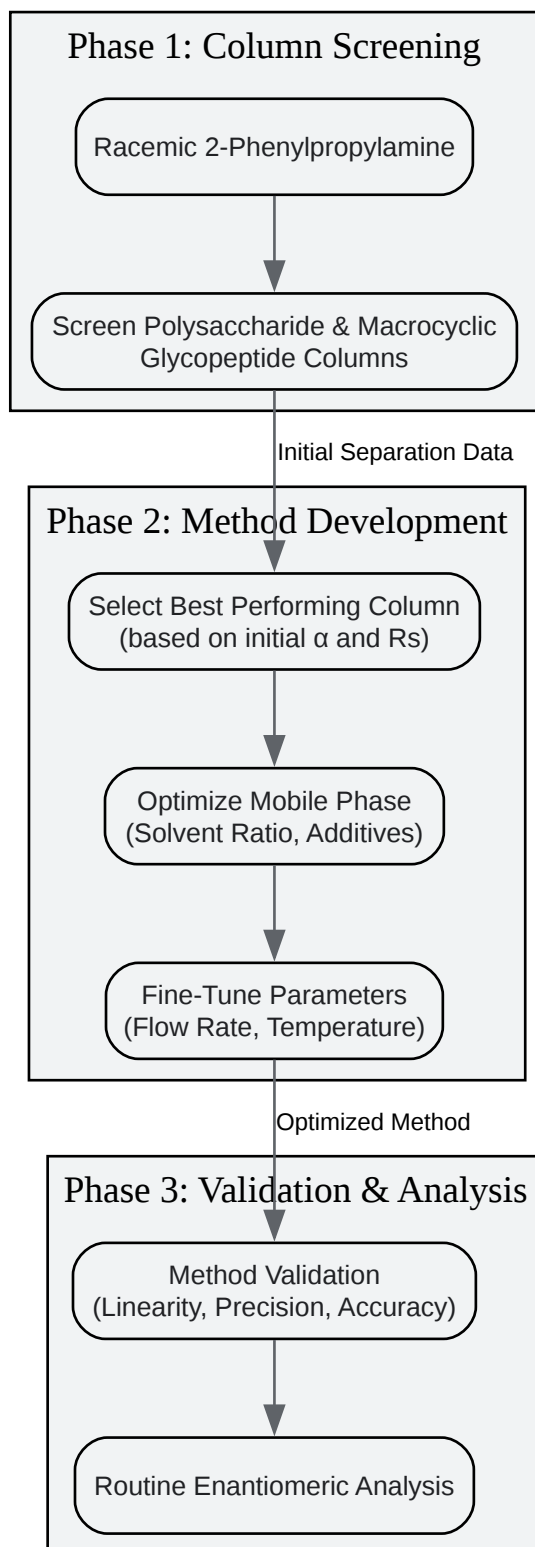 Phase 1: Column Screening
Racemic 2-Phenylpropylamine
Screen Polysaccharide & Macrocyclic
Glycopeptide Columns
Initial Separation Data
Phase 2: Method Development
Select Best Performing Column
(based on initial α and Rs)
Optimize Mobile Phase
(Solvent Ratio, Additives)
Fine-Tune Parameters
(Flow Rate, Temperature)
Optimized Method
Phase 3: Validation & Analysis
Method Validation
(Linearity, Precision, Accuracy)
Routine Enantiomeric Analysis